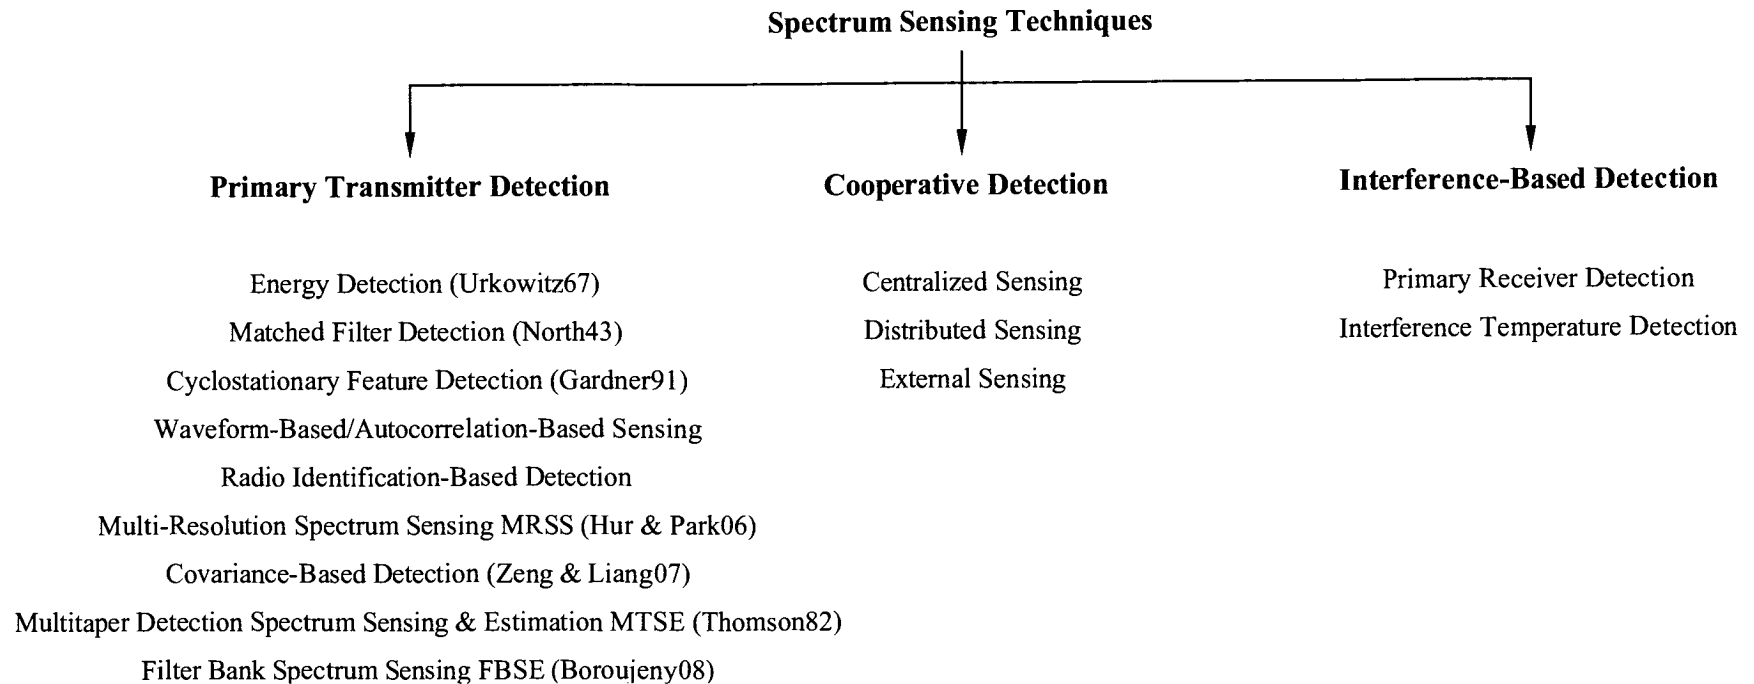 Spectrum Sensing Techniques
Primary Transmitter Detection
Energy Detection (Urkowitz67)
Matched Filter Detection (North43)
Cyclostationary Feature Detection (Gardner91)
Waveform-Based/Autocorrelation-Based Sensing
Radio Identification-Based Detection
Multi-Resolution Spectrum Sensing MRSS (Hur & Park06)
Covariance-Based Detection (Zeng & Liang07)
Multitaper Detection Spectrum Sensing & Estimation MTSE (Thomson82)
Filter Bank Spectrum Sensing FBSE (Boroujeny08)
Cooperative Detection
Centralized Sensing
Distributed Sensing
External Sensing
Interference-Based Detection
Primary Receiver Detection
Interference Temperature Detection